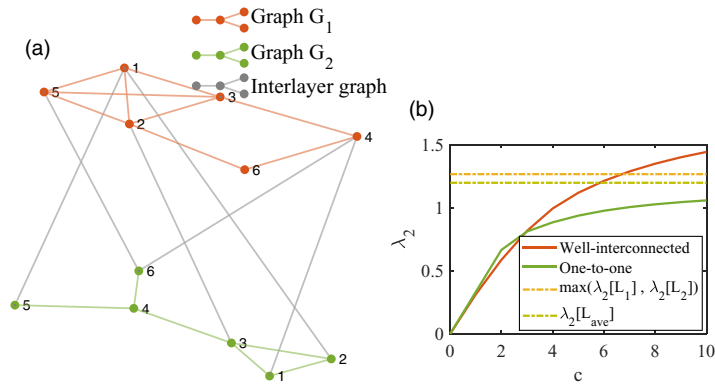 (a)
Graph G₁
Graph G₂
Interlayer graph
1
5
3
2
4
6
6
5
4
3
2
1
(b)
1.5
1
0.5
0
λ₂
0 2 4 6 8 10
c
Well-interconnected
One-to-one
max(λ₂[L₁] , λ₂[L₂])
λ₂[L_ave]